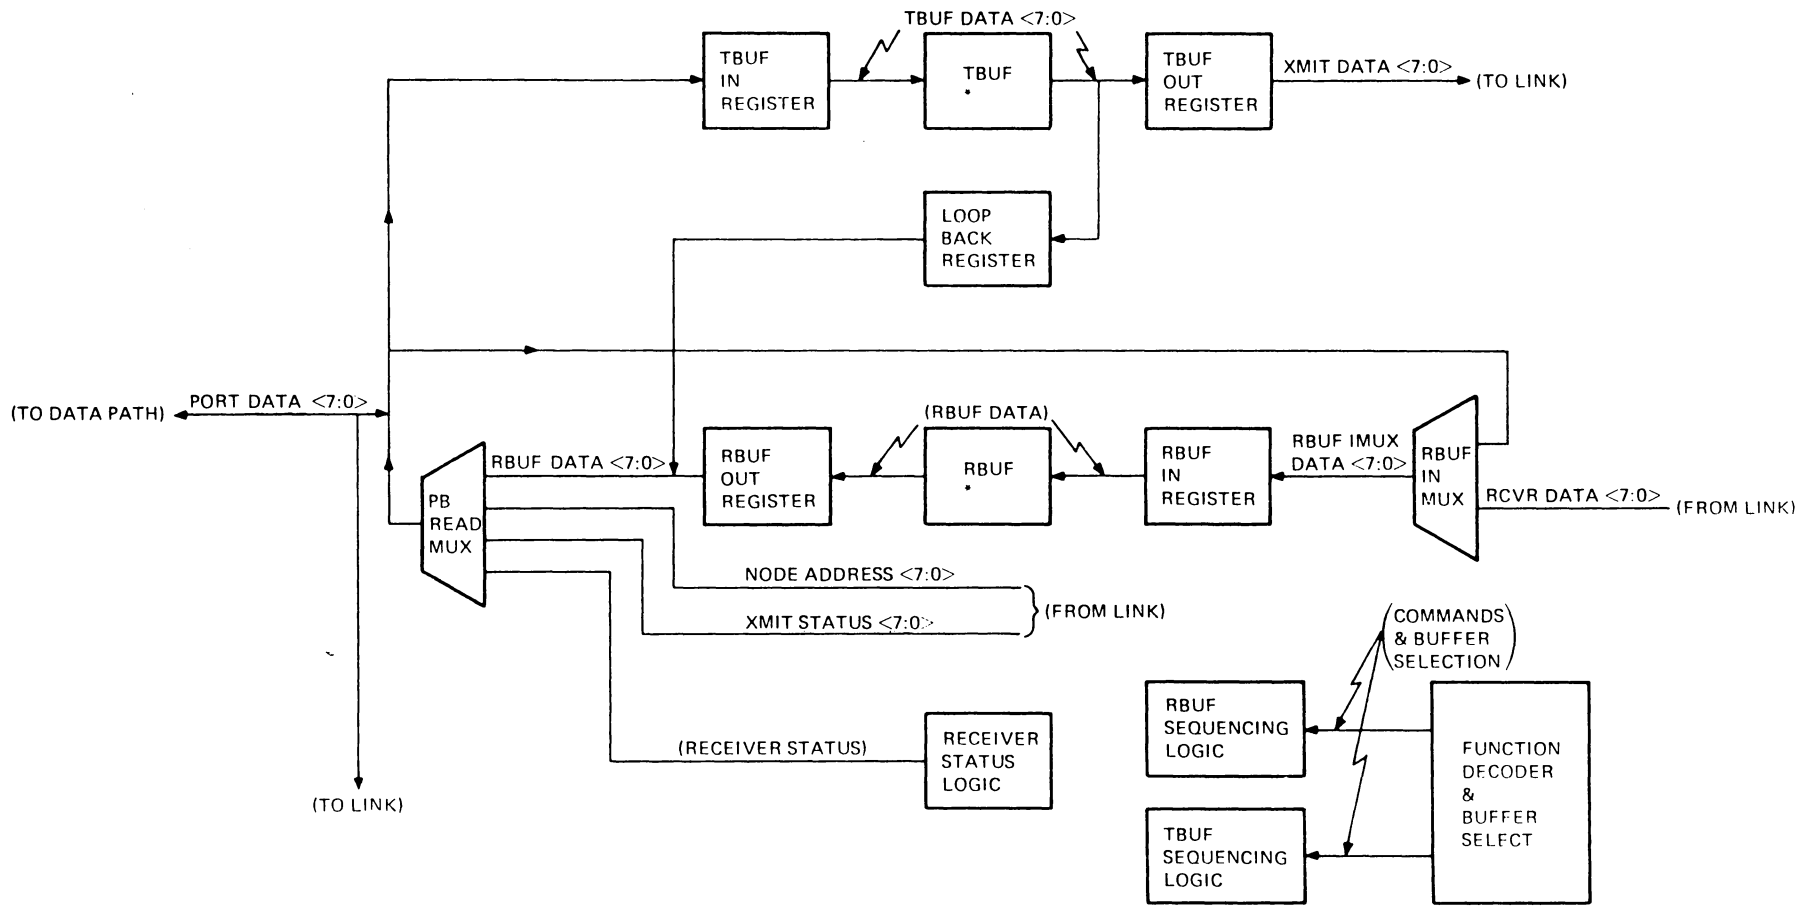 TBUF DATA <7:0>
TBUF
IN
REGISTER
TBUF
*
TBUF
OUT
REGISTER
XMIT DATA <7:0>
(TO LINK)
LOOP
BACK
REGISTER
(TO DATA PATH)
PORT DATA <7:0>
PB
READ
MUX
RBUF DATA <7:0>
RBUF
OUT
REGISTER
(RBUF DATA)
RBUF
*
RBUF
IN
REGISTER
RBUF IMUX
DATA <7:0>
RBUF
IN
MUX
RCVR DATA <7:0>
(FROM LINK)
NODE ADDRESS <7:0>
XMIT STATUS <7:0>
(FROM LINK)
(COMMANDS
& BUFFER
SELECTION)
(RECEIVER STATUS)
RECEIVER
STATUS
LOGIC
RBUF
SEQUENCING
LOGIC
TBUF
SEQUENCING
LOGIC
FUNCTION
DECODER
&
BUFFER
SELECT
(TO LINK)